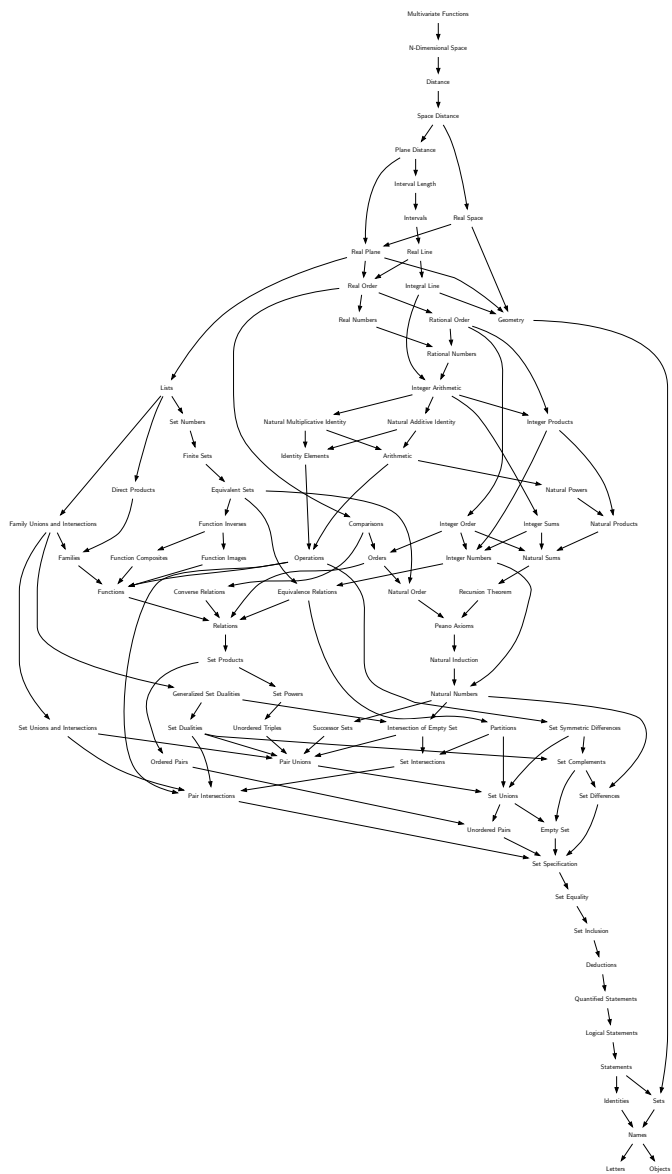 Multivariate Functions
N-Dimensional Space
Distance
Space Distance
Plane Distance
Interval Length
Intervals
Real Space
Real Plane
Real Line
Real Order
Integral Line
Real Numbers
Rational Order
Geometry
Rational Numbers
Lists
Integer Arithmetic
Set Numbers
Natural Multiplicative Identity
Natural Additive Identity
Integer Products
Finite Sets
Identity Elements
Arithmetic
Direct Products
Equivalent Sets
Natural Powers
Family Unions and Intersections
Function Inverses
Comparisons
Integer Order
Integer Sums
Natural Products
Families
Function Composites
Function Images
Operations
Orders
Integer Numbers
Natural Sums
Functions
Converse Relations
Equivalence Relations
Natural Order
Recursion Theorem
Relations
Peano Axioms
Set Products
Natural Induction
Generalized Set Dualities
Set Powers
Natural Numbers
Set Unions and Intersections
Set Dualities
Unordered Triples
Successor Sets
Intersection of Empty Set
Partitions
Set Symmetric Differences
Ordered Pairs
Pair Unions
Set Intersections
Set Complements
Pair Intersections
Set Unions
Set Differences
Unordered Pairs
Empty Set
Set Specification
Set Equality
Set Inclusion
Deductions
Quantified Statements
Logical Statements
Statements
Identities
Sets
Names
Letters
Objects